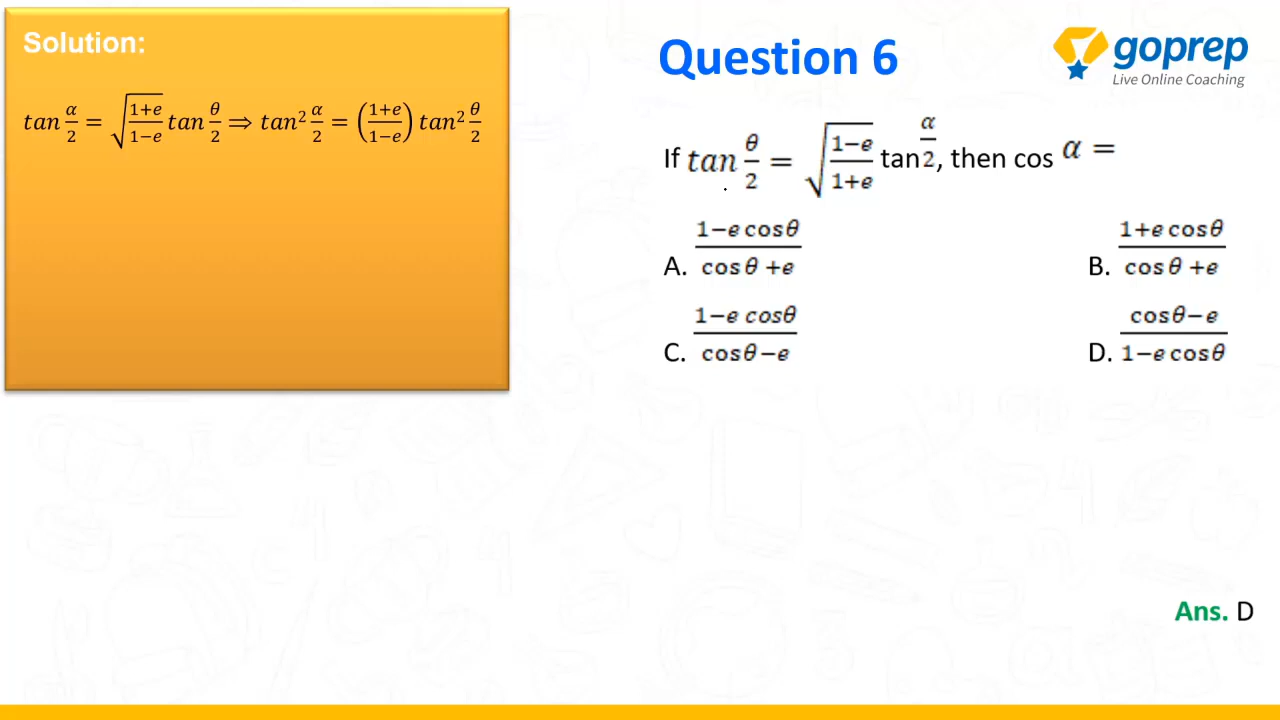 Solution:
tan α/2 = √(1+e/1−e) tan θ/2 ⇒ tan² α/2 = (1+e/1−e) tan² θ/2
Question 6
goprep
Live Online Coaching
If tan θ/2 = √(1−e/1+e) tan α/2, then cos α =
A. 1−e cosθ/cosθ +e
B. 1+e cosθ/cosθ +e
C. 1−e cosθ/cosθ −e
D. cosθ−e/1−e cosθ
Ans. D